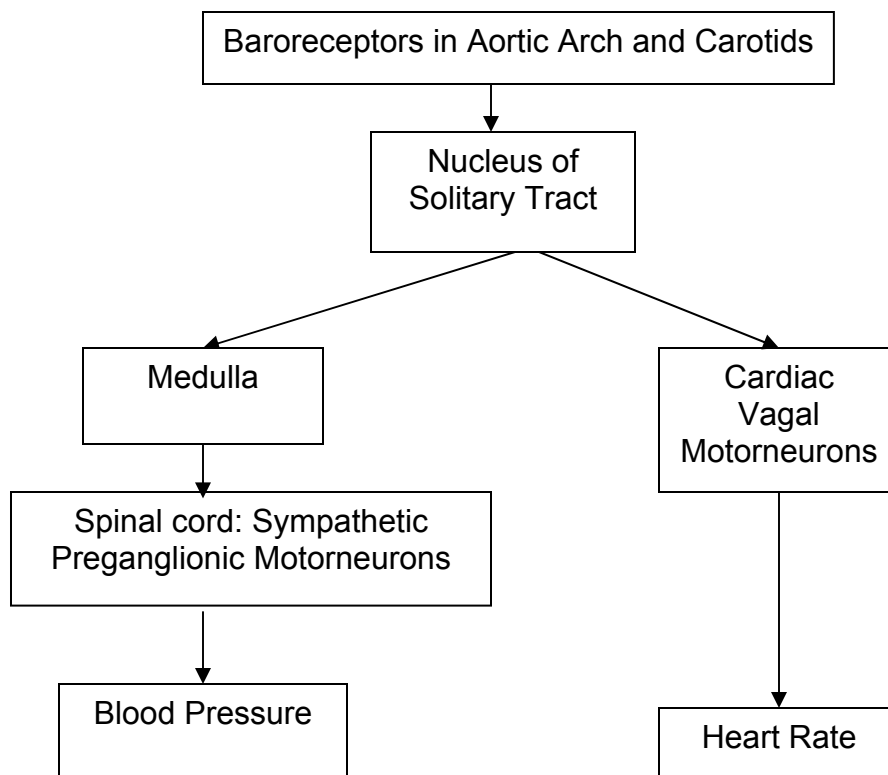 Baroreceptors in Aortic Arch and Carotids
Nucleus of
Solitary Tract
Medulla
Cardiac
Vagal
Motorneurons
Spinal cord: Sympathetic
Preganglionic Motorneurons
Blood Pressure
Heart Rate